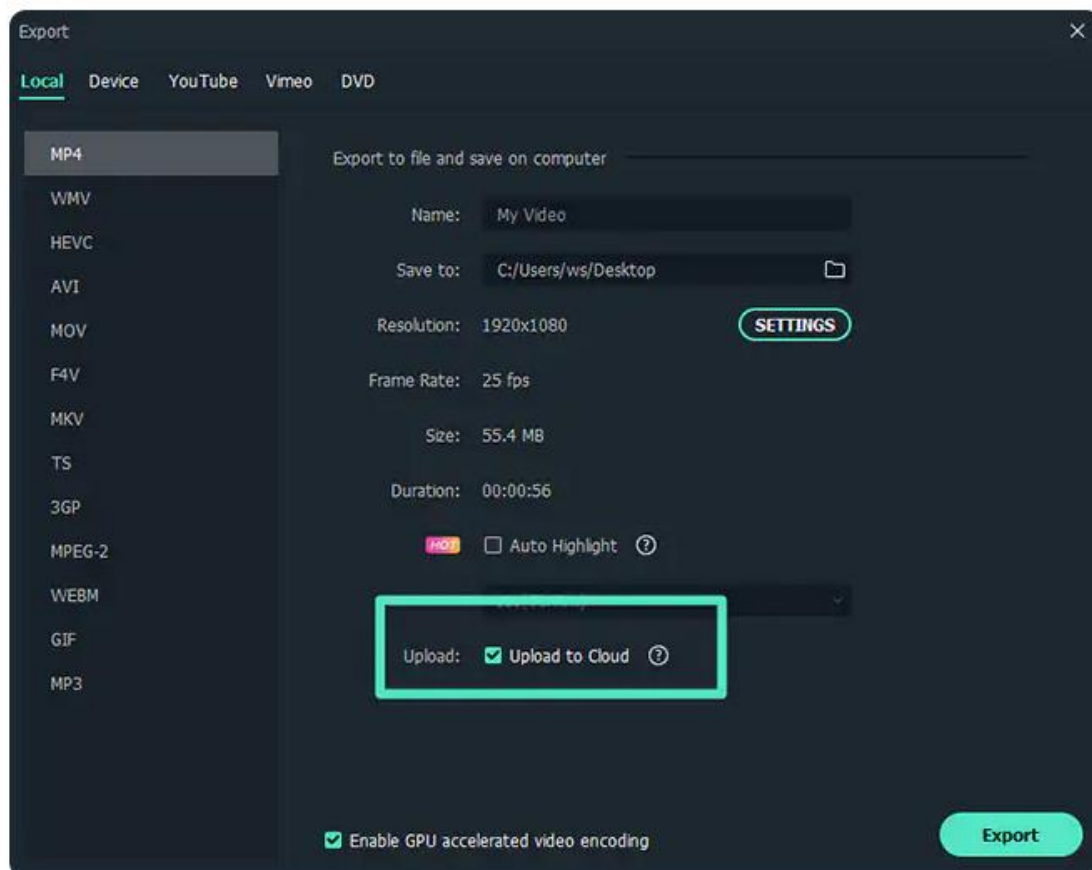 Export
Local Device YouTube Vimeo DVD
MP4
WMV
HEVC
AVI
MOV
F4V
MKV
TS
3GP
MPEG-2
WEBM
GIF
MP3
Export to file and save on computer
Name: My Video
Save to: C:/Users/ws/Desktop
Resolution: 1920x1080 SETTINGS
Frame Rate: 25 fps
Size: 55.4 MB
Duration: 00:00:56
HOT Auto Highlight ?
Upload: Upload to Cloud ?
Enable GPU accelerated video encoding
Export